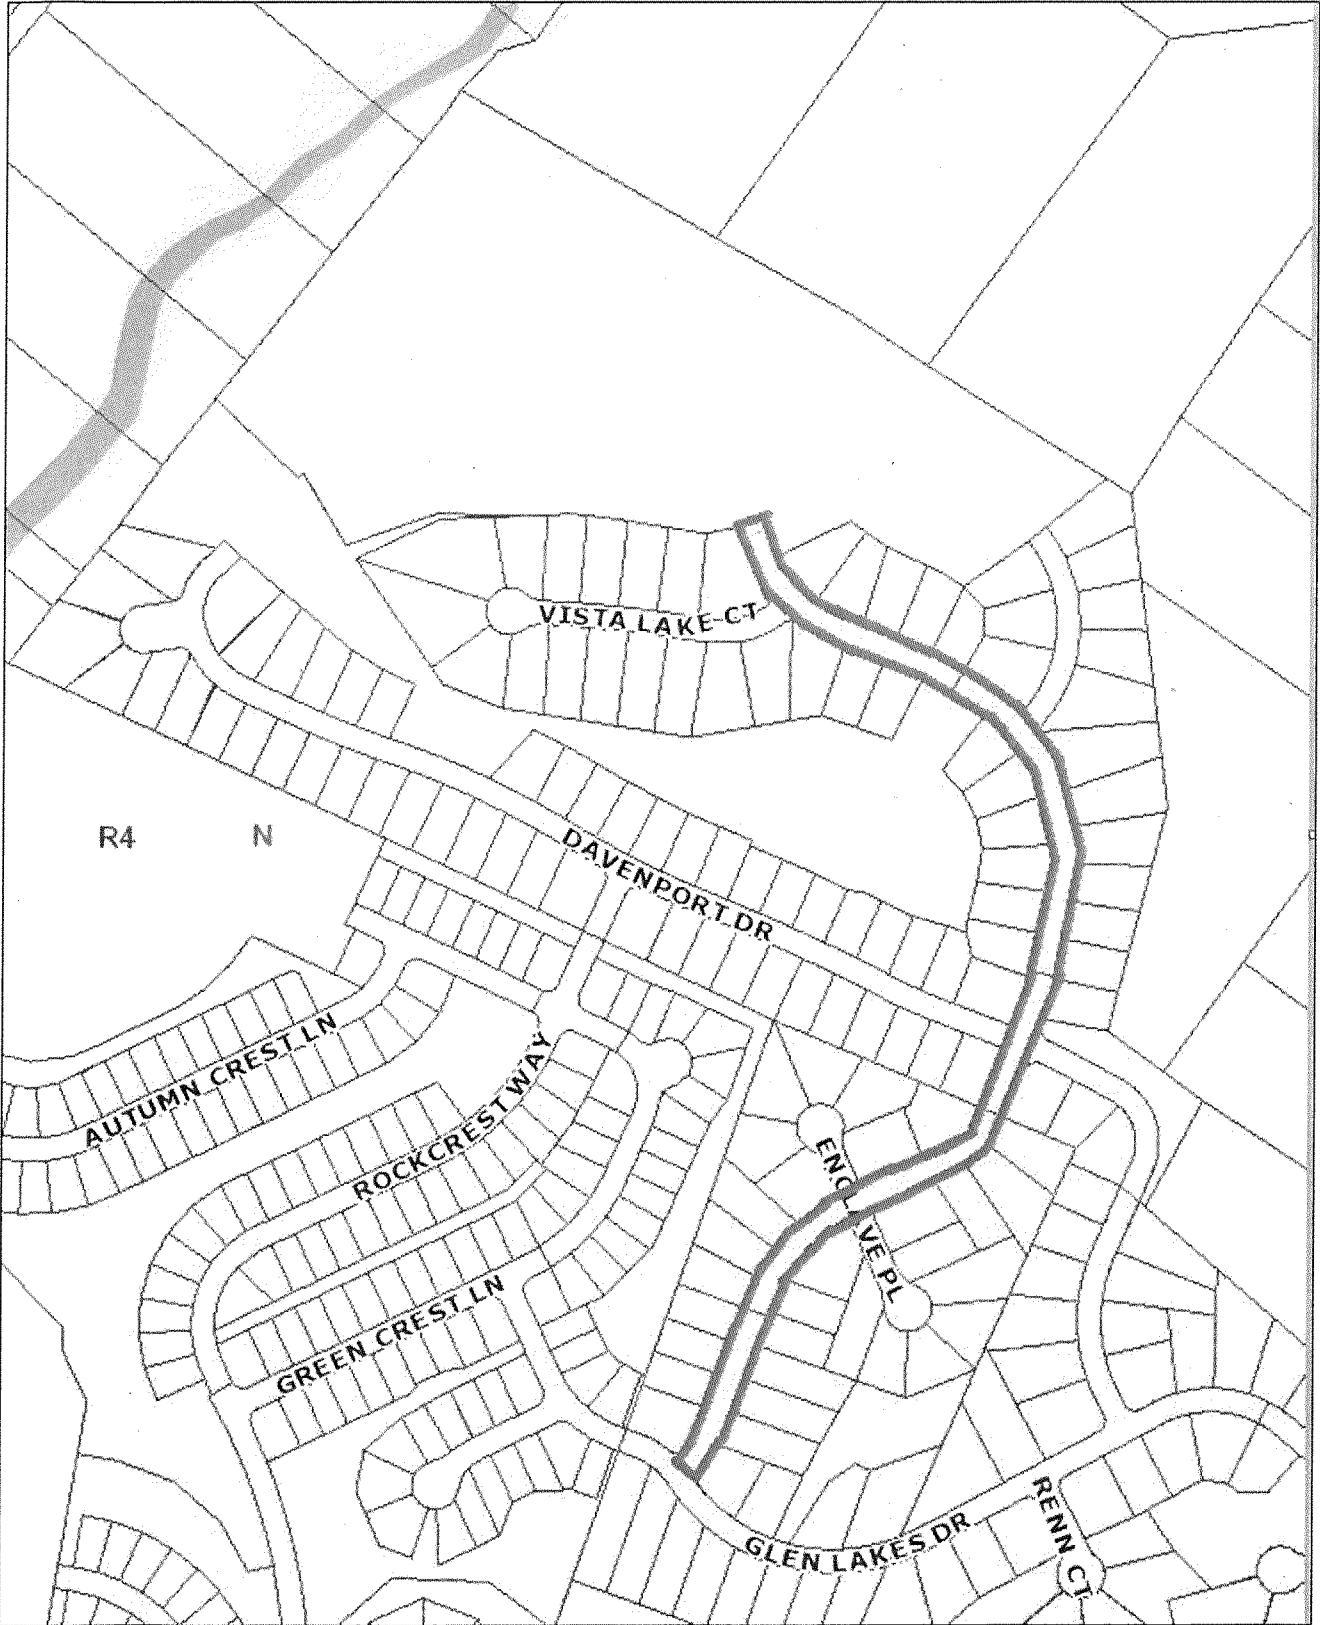 VISTA LAKE CT
R4
N
DAVENPORT DR
AUTUMN CREST LN
ROCKCREST WAY
ENCLAVE PL
GREEN CREST LN
GLEN LAKES DR
RENN CT